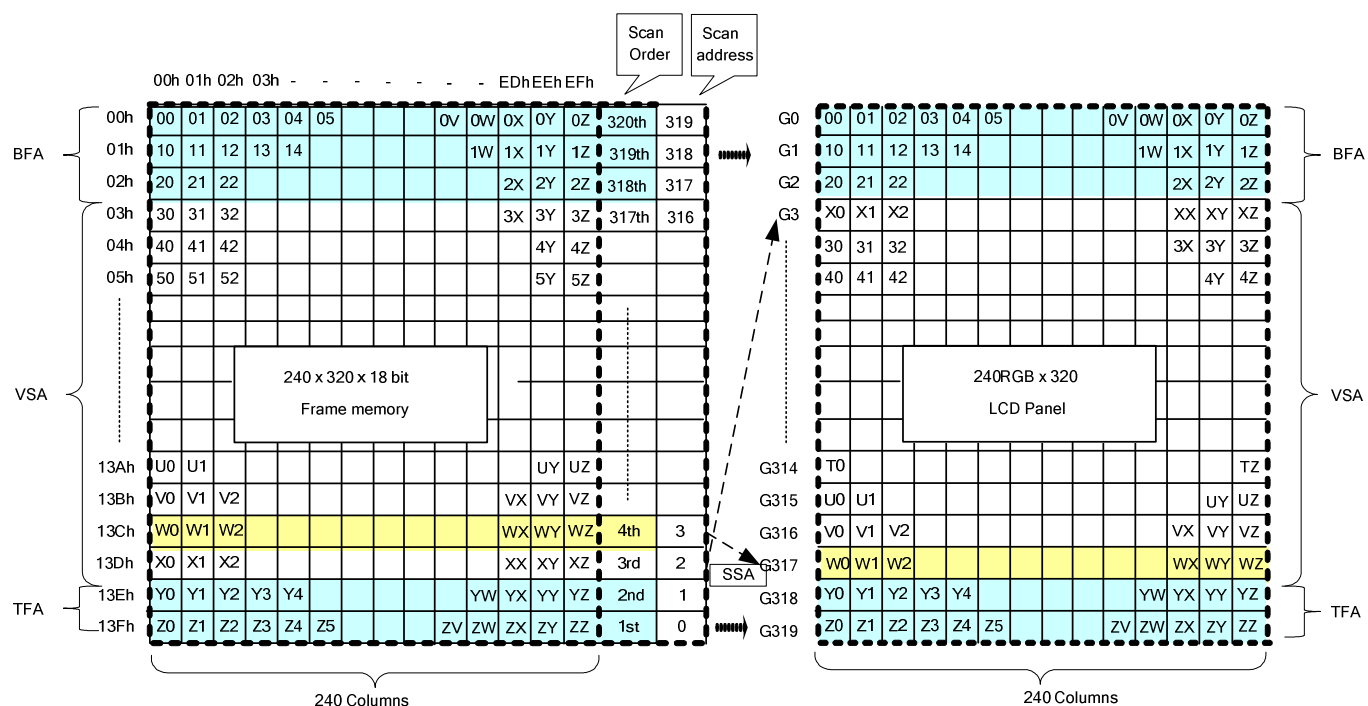 Scan Order
Scan address
00h 01h 02h 03h - - - - - - - EDh EEh EFh
00h 00 01 02 03 04 05 0V 0W 0X 0Y 0Z 320th 319
01h 10 11 12 13 14 1W 1X 1Y 1Z 319th 318
02h 20 21 22 2X 2Y 2Z 318th 317
03h 30 31 32 3X 3Y 3Z 317th 316
04h 40 41 42 4Y 4Z
05h 50 51 52 5Y 5Z
240 x 320 x 18 bit
Frame memory
13Ah U0 U1 UY UZ
13Bh V0 V1 V2 VX VY VZ
13Ch W0 W1 W2 WX WY WZ 4th 3
13Dh X0 X1 X2 XX XY XZ 3rd 2
13Eh Y0 Y1 Y2 Y3 Y4 YW YX YY YZ 2nd 1
13Fh Z0 Z1 Z2 Z3 Z4 Z5 ZV ZW ZX ZY ZZ 1st 0
BFA
VSA
TFA
240 Columns
SSA
G0 00 01 02 03 04 05 0V 0W 0X 0Y 0Z
G1 10 11 12 13 14 1W 1X 1Y 1Z
G2 20 21 22 2X 2Y 2Z
G3 X0 X1 X2 XX XY XZ
30 31 32 3X 3Y 3Z
40 41 42 4Y 4Z
240RGB x 320
LCD Panel
G314 T0 TZ
G315 U0 U1 UY UZ
G316 V0 V1 V2 VX VY VZ
G317 W0 W1 W2 WX WY WZ
G318 Y0 Y1 Y2 Y3 Y4 YW YX YY YZ
G319 Z0 Z1 Z2 Z3 Z4 Z5 ZV ZW ZX ZY ZZ
BFA
VSA
TFA
240 Columns